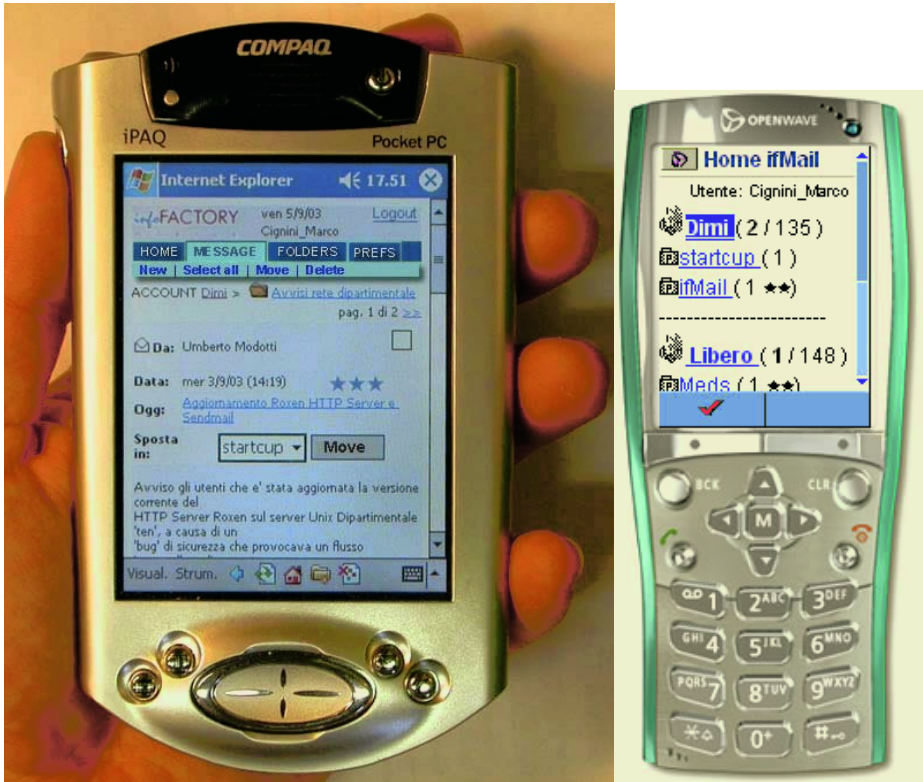 COMPAQ
iPAQ
Pocket PC
Internet Explorer 17.51
infoFACTORY ven 5/9/03 Logout
Cignini_Marco
HOME MESSAGE FOLDERS PREFS
New | Select all | Move | Delete
ACCOUNT Dimi > Avvisi rete dipartimentale
pag. 1 di 2 >>
Da: Umberto Modotti
Data: mer 3/9/03 (14:19) ★★★
Ogg: Aggiornamento Roxen HTTP Server e
Sendmail
Sposta
in: startcup Move
Avviso gli utenti che e' stata aggiornata la versione
corrente del
HTTP Server Roxen sul server Unix Dipartimentale
'ten', a causa di un
'bug' di sicurezza che provocava un flusso
Visual. Strum.
OPENWAVE
Home ifMail
Utente: Cignini_Marco
Dimi (2/135)
startcup (1)
ifMail (1 ★★)
-----------------------
Libero (1/148)
Meds (1 ★★)
BCK CLR
M
1 2ABC 3DEF
GHI4 5JKL 6MNO
PQRS7 8TUV 9WXYZ
* 0+ #